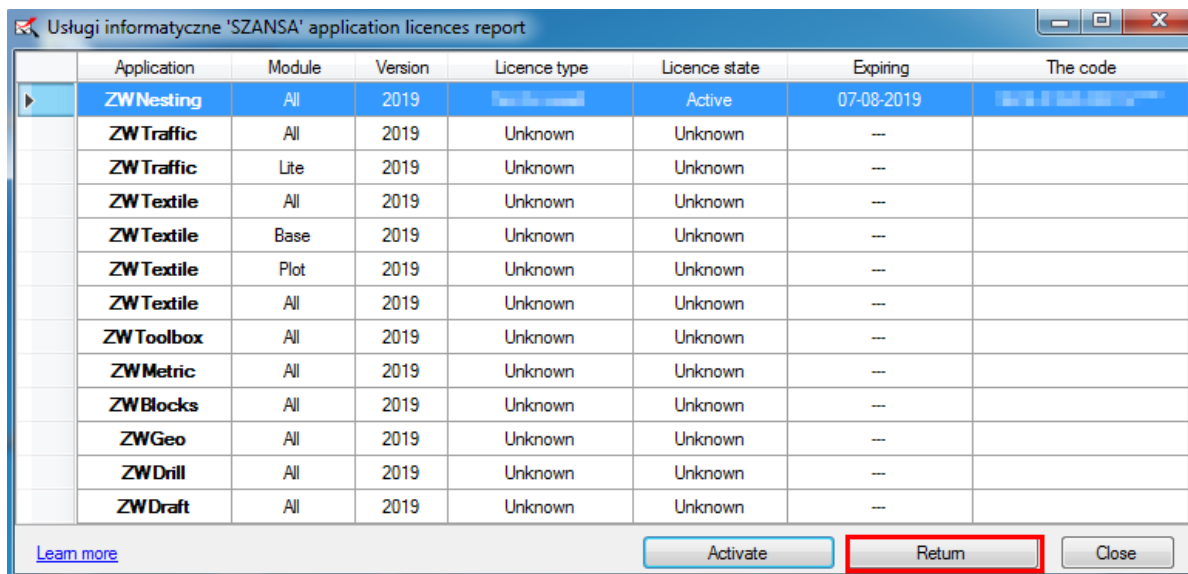 Usługi informatyczne 'SZANSA' application licences report
Application Module Version Licence type Licence state Expiring The code
ZWNesting All 2019 Active 07-08-2019
ZWTraffic All 2019 Unknown Unknown ---
ZWTraffic Lite 2019 Unknown Unknown ---
ZWTextile All 2019 Unknown Unknown ---
ZWTextile Base 2019 Unknown Unknown ---
ZWTextile Plot 2019 Unknown Unknown ---
ZWTextile All 2019 Unknown Unknown ---
ZWToolbox All 2019 Unknown Unknown ---
ZWMetric All 2019 Unknown Unknown ---
ZWBlocks All 2019 Unknown Unknown ---
ZWGeo All 2019 Unknown Unknown ---
ZWDrill All 2019 Unknown Unknown ---
ZWDraft All 2019 Unknown Unknown ---
Learn more Activate Return Close